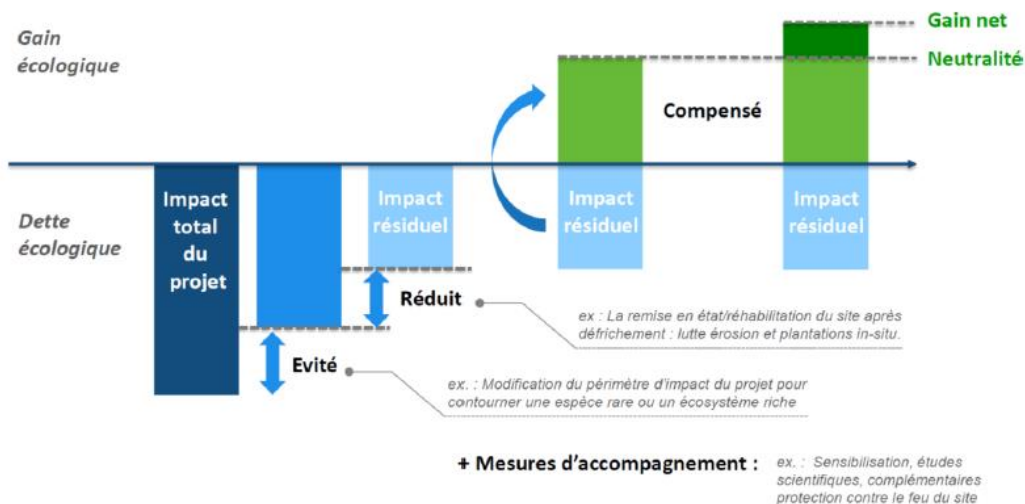 Gain
écologique
Gain net
Neutralité
Compensé
Dette
écologique
Impact
total
du
projet
Impact
résiduel
Impact
résiduel
Impact
résiduel
Réduit
ex : La remise en état/réhabilitation du site après
défrichement : lutte érosion et plantations in-situ.
Evité
ex. : Modification du périmètre d'impact du projet pour
contourner une espèce rare ou un écosystème riche
+ Mesures d'accompagnement :
ex. : Sensibilisation, études
scientifiques, complémentaires
protection contre le feu du site